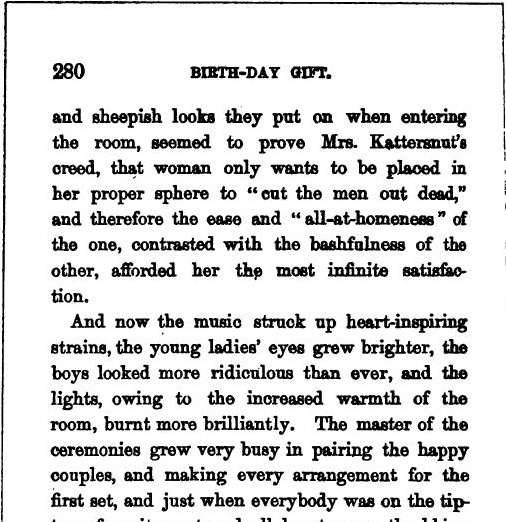 280 BIRTH-DAY GIFT.
and sheepish looks they put on when entering
the room, seemed to prove Mrs. Kattersnut's
creed, that woman only wants to be placed in
her proper sphere to "cut the men out dead,"
and therefore the ease and "all-at-homeness" of
the one, contrasted with the bashfulness of the
other, afforded her the most infinite satisfac-
tion.
And now the music struck up heart-inspiring
strains, the young ladies' eyes grew brighter, the
boys looked more ridiculous than ever, and the
lights, owing to the increased warmth of the
room, burnt more brilliantly. The master of the
ceremonies grew very busy in pairing the happy
couples, and making every arrangement for the
first set, and just when everybody was on the tip-